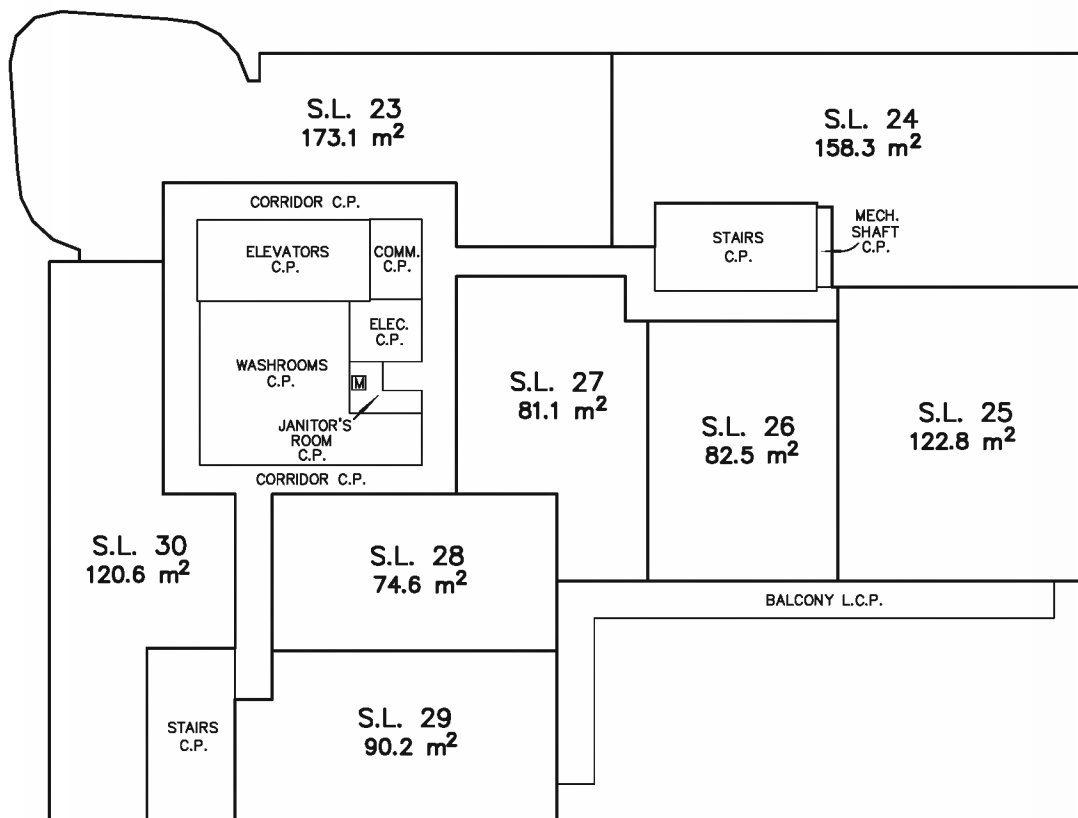 S.L. 23
173.1 m²
S.L. 24
158.3 m²
CORRIDOR C.P.
ELEVATORS
C.P.
COMM.
C.P.
STAIRS
C.P.
MECH.
SHAFT
C.P.
ELEC.
C.P.
WASHROOMS
C.P.
M
JANITOR'S
ROOM
C.P.
CORRIDOR C.P.
S.L. 27
81.1 m²
S.L. 26
82.5 m²
S.L. 25
122.8 m²
S.L. 30
120.6 m²
S.L. 28
74.6 m²
BALCONY L.C.P.
STAIRS
C.P.
S.L. 29
90.2 m²